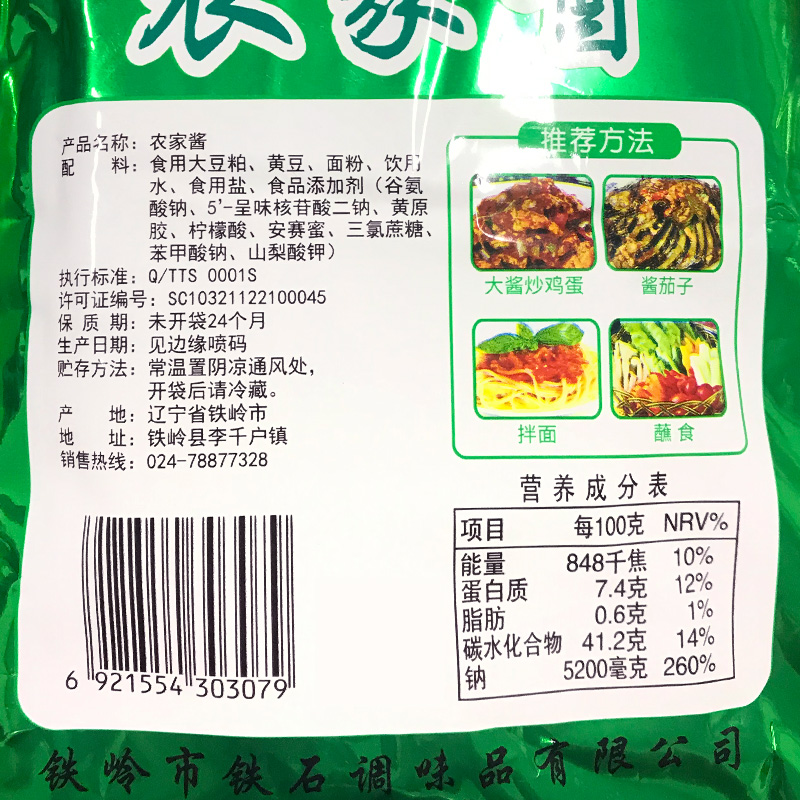 农家酱
产品名称：农家酱
配 料：食用大豆粕、黄豆、面粉、饮用
水、食用盐、食品添加剂（谷氨
酸钠、5'-呈味核苷酸二钠、黄原
胶、柠檬酸、安赛蜜、三氯蔗糖、
苯甲酸钠、山梨酸钾）
执行标准：Q/TTS 0001S
许可证编号：SC10321122100045
保 质 期：未开袋24个月
生产日期：见边缘喷码
贮存方法：常温置阴凉通风处，
开袋后请冷藏。
产 地：辽宁省铁岭市
地 址：铁岭县李千户镇
销售热线：024-78877328
推荐方法
大酱炒鸡蛋 酱茄子
拌面 蘸食
营养成分表
项目 每100克 NRV%
能量 848千焦 10%
蛋白质 7.4克 12%
脂肪 0.6克 1%
碳水化合物 41.2克 14%
钠 5200毫克 260%
6 921554 303079
铁岭市铁石调味品有限公司